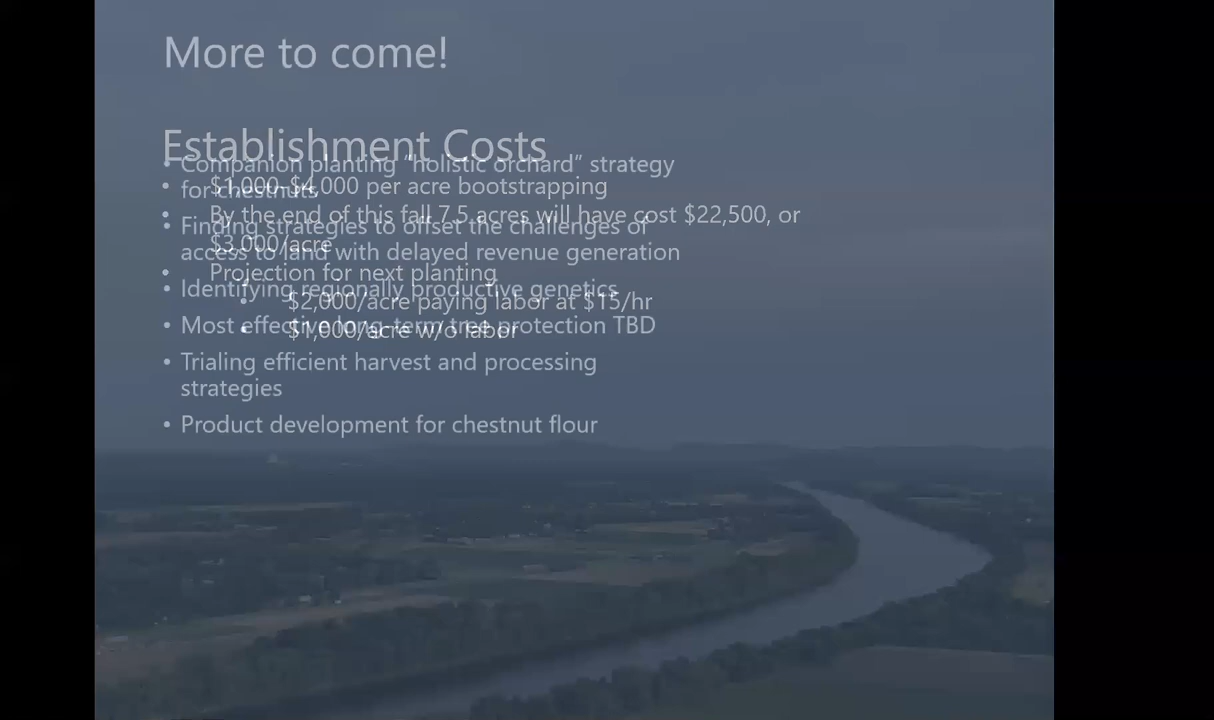 More to come!
Establishment Costs
• $1,000-$4,000 per acre bootstrapping
• By the end of this fall 7.5 acres will have cost $22,500, or
$3,000/acre
• Projection for next planting
• $2,000/acre paying labor at $15/hr
• $1,000/acre w/o labor
• Companion planting "holistic orchard" strategy
for chestnuts
• Finding strategies to offset the challenges of
access to land with delayed revenue generation
• Identifying regionally productive genetics
• Most effective long-term tree protection TBD
• Trialing efficient harvest and processing
strategies
• Product development for chestnut flour